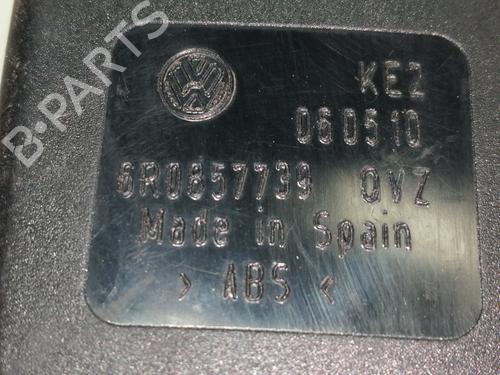 B-PARTS
KE2
060510
6R0857739 QVZ
Made in Spain
> ABS <